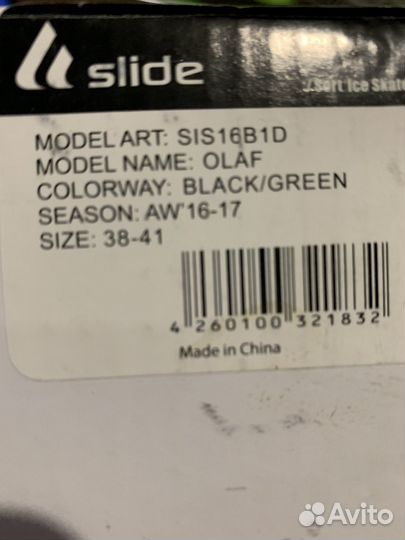 slide
Soft Ice Skate
MODEL ART: SIS16B1D
MODEL NAME: OLAF
COLORWAY: BLACK/GREEN
SEASON: AW'16-17
SIZE: 38-41
4 260100 321832
Made in China
Avito